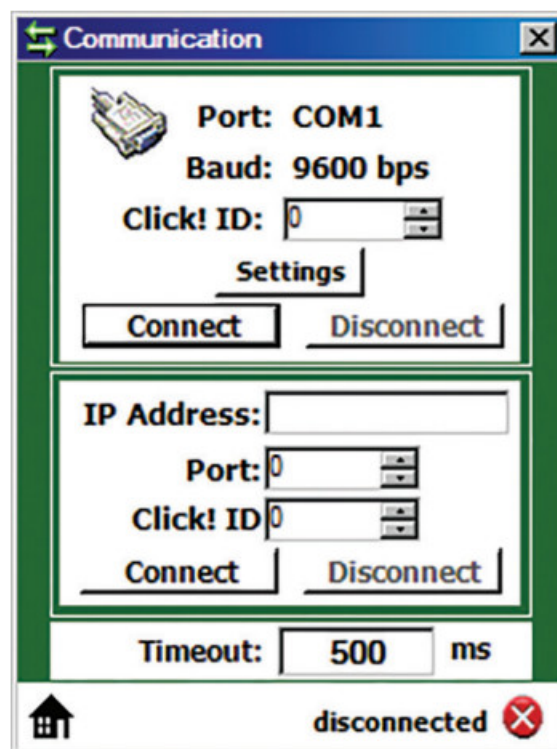 Communication
Port: COM1
Baud: 9600 bps
Click! ID: 0
Settings
Connect Disconnect
IP Address:
Port: 0
Click! ID 0
Connect Disconnect
Timeout: 500 ms
disconnected